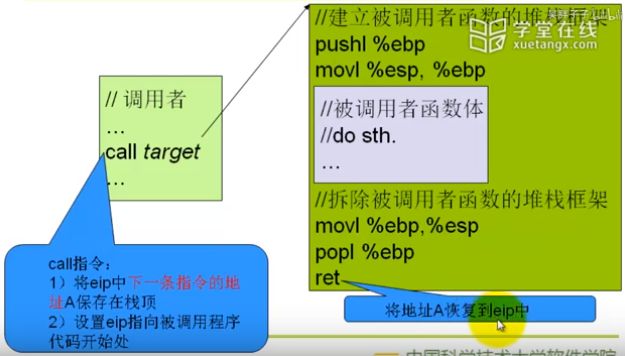 // 调用者
…
call target
…
call指令：
1）将eip中下一条指令的地
址A保存在栈顶
2）设置eip指向被调用程序
代码开始处
//建立被调用者函数的堆栈框架
pushl %ebp
movl %esp, %ebp
//被调用者函数体
//do sth.
…
//拆除被调用者函数的堆栈框架
movl %ebp,%esp
popl %ebp
ret
将地址A恢复到eip中
学堂在线
xuetangx.com
中国科学技术大学软件学院